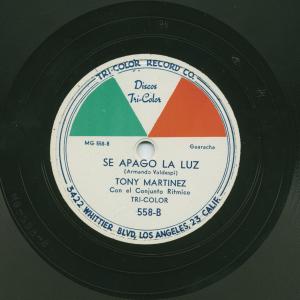 TRI-COLOR RECORD CO.
Discos
Tri-Color
MG 558-B
Guaracha
SE APAGO LA LUZ
(Armando Valdespi)
TONY MARTINEZ
Con el Conjunto Ritmico
TRI-COLOR
558-B
3422 WHITTIER BLVD, LOS ANGELES, 23 CALIF.